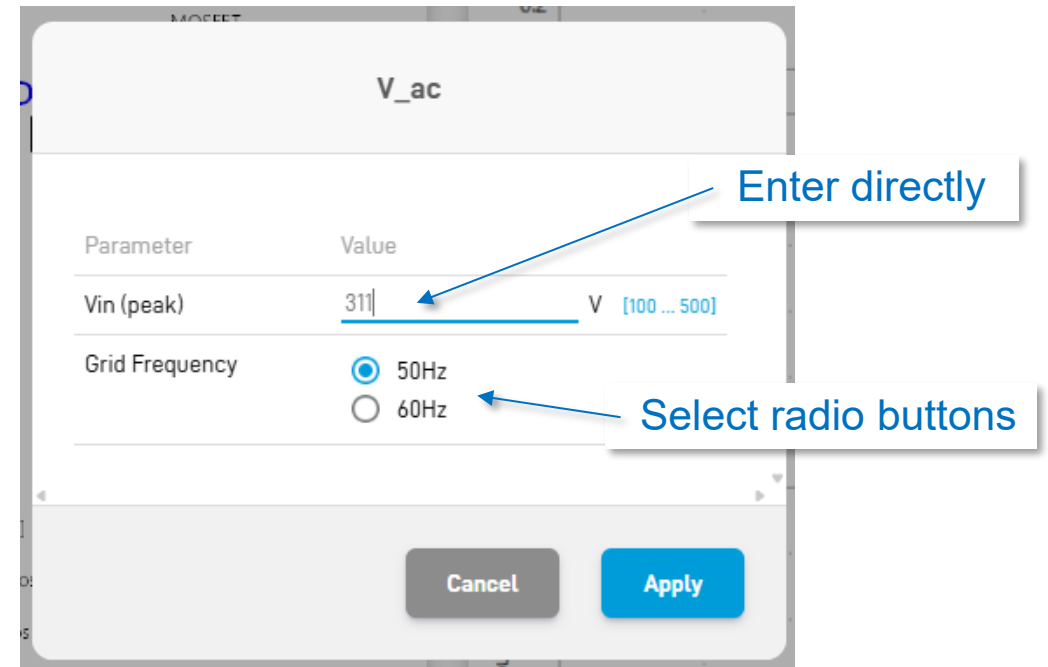 V_ac
Enter directly
Parameter Value
Vin (peak) 311 V [100 ... 500]
Grid Frequency 50Hz
60Hz
Select radio buttons
Cancel Apply